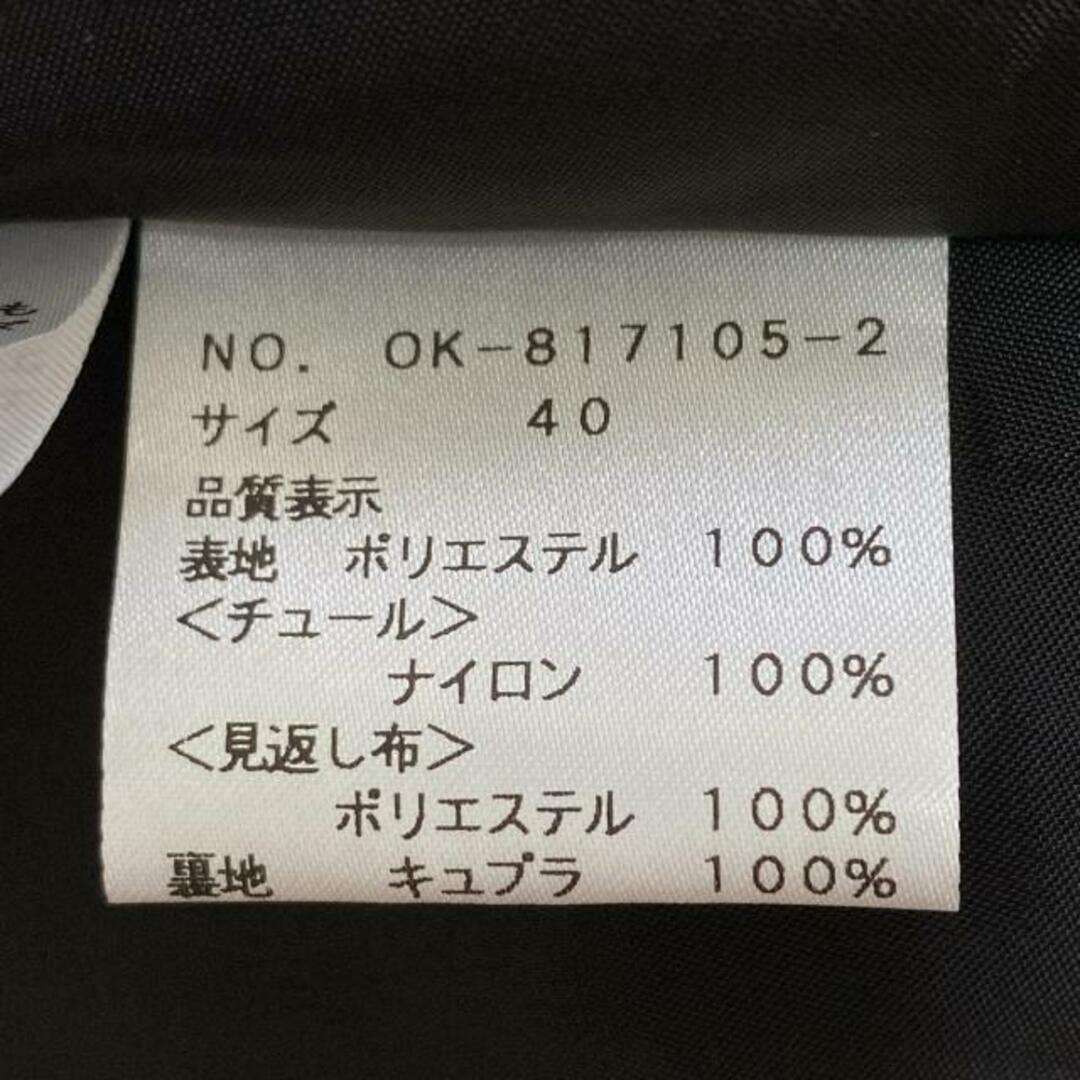 NO. OK-817105-2
サイズ 40
品質表示
表地 ポリエステル 100%
<チュール>
ナイロン 100%
<見返し布>
ポリエステル 100%
裏地 キュプラ 100%